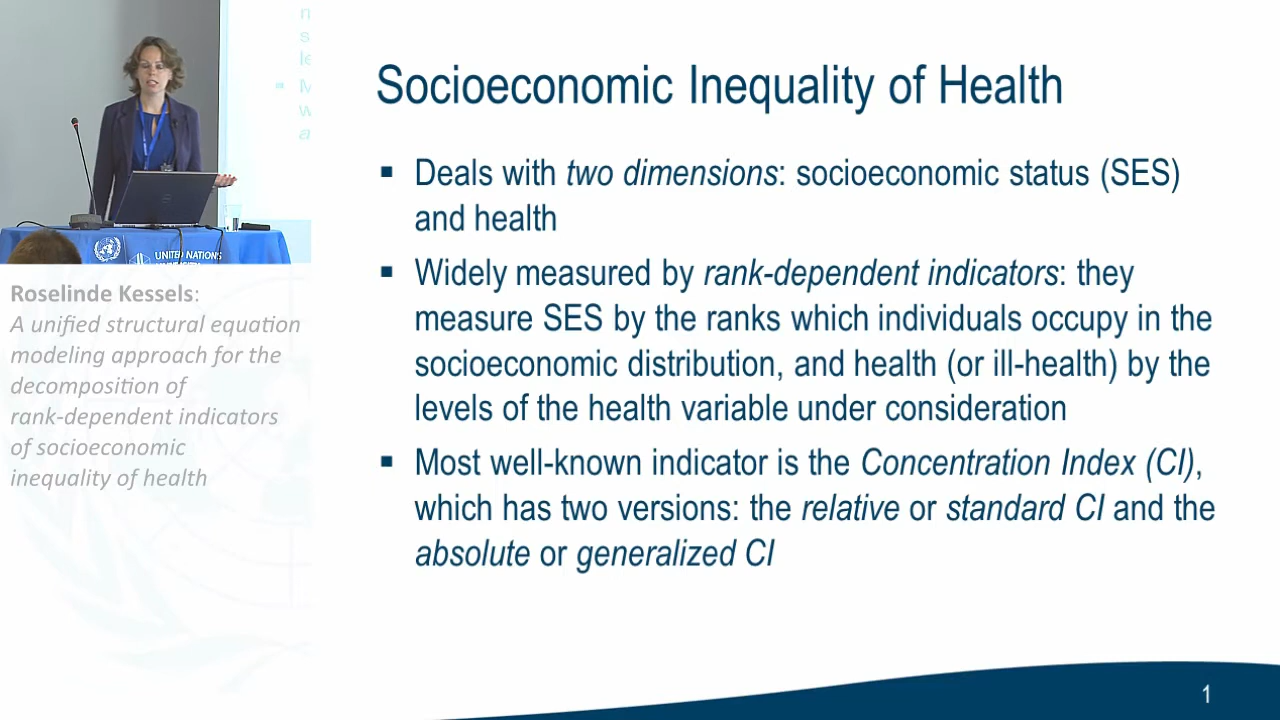 Socioeconomic Inequality of Health
▪ Deals with two dimensions: socioeconomic status (SES)
and health
▪ Widely measured by rank-dependent indicators: they
measure SES by the ranks which individuals occupy in the
socioeconomic distribution, and health (or ill-health) by the
levels of the health variable under consideration
▪ Most well-known indicator is the Concentration Index (CI),
which has two versions: the relative or standard CI and the
absolute or generalized CI
1
UNITED NATIONS
Roselinde Kessels:
A unified structural equation
modeling approach for the
decomposition of
rank-dependent indicators
of socioeconomic
inequality of health